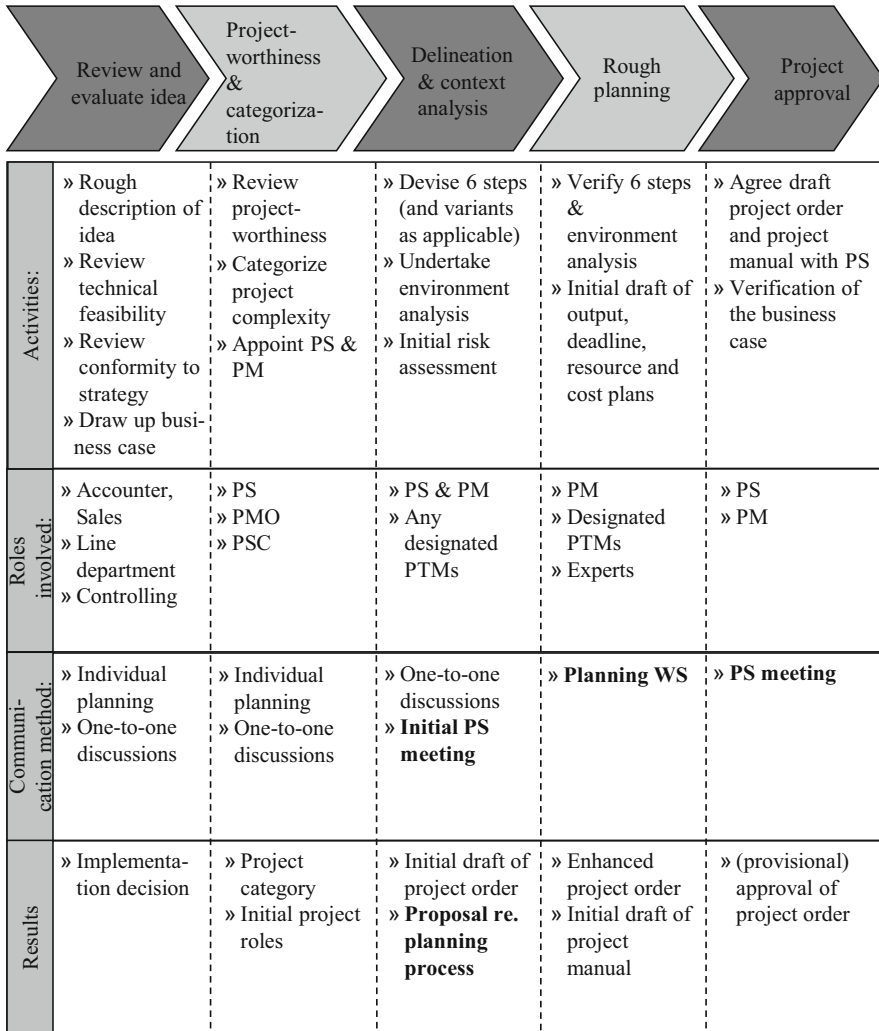 Review and
evaluate idea
Project-
worthiness
&
categoriza-
tion
Delineation
& context
analysis
Rough
planning
Project
approval
Activities:
» Rough
description of
idea
» Review
technical
feasibility
» Review
conformity to
strategy
» Draw up busi-
ness case
» Review
project-
worthiness
» Categorize
project
complexity
» Appoint PS &
PM
» Devise 6 steps
(and variants
as applicable)
» Undertake
environment
analysis
» Initial risk
assessment
» Verify 6 steps
&
environment
analysis
» Initial draft of
output,
deadline,
resource and
cost plans
» Agree draft
project order
and project
manual with PS
» Verification of
the business
case
Roles
involved:
» Accounter,
Sales
» Line
department
» Controlling
» PS
» PMO
» PSC
» PS & PM
» Any
designated
PTMs
» PM
» Designated
PTMs
» Experts
» PS
» PM
Communi-
cation method:
» Individual
planning
» One-to-one
discussions
» Individual
planning
» One-to-one
discussions
» One-to-one
discussions
» Initial PS
meeting
» Planning WS
» PS meeting
Results
» Implementa-
tion decision
» Project
category
» Initial project
roles
» Initial draft of
project order
» Proposal re.
planning
process
» Enhanced
project order
» Initial draft of
project
manual
» (provisional)
approval of
project order